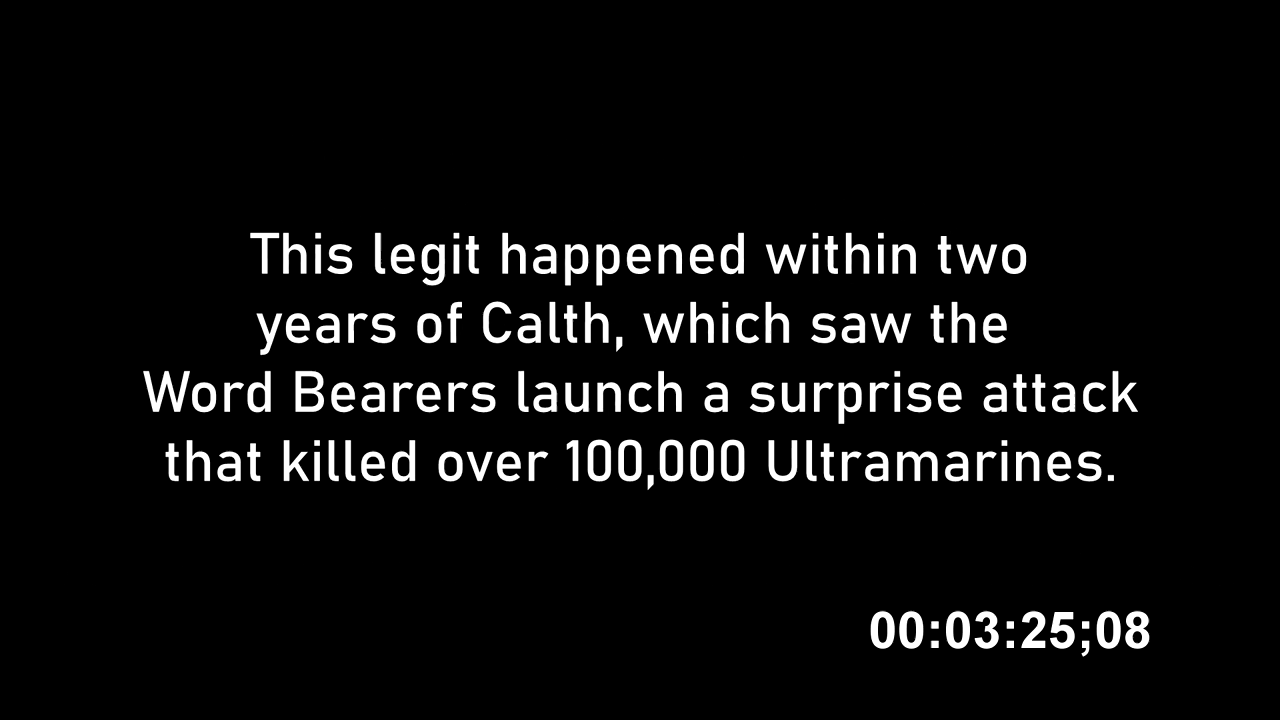 This legit happened within two
years of Calth, which saw the
Word Bearers launch a surprise attack
that killed over 100,000 Ultramarines.
00:03:25;08